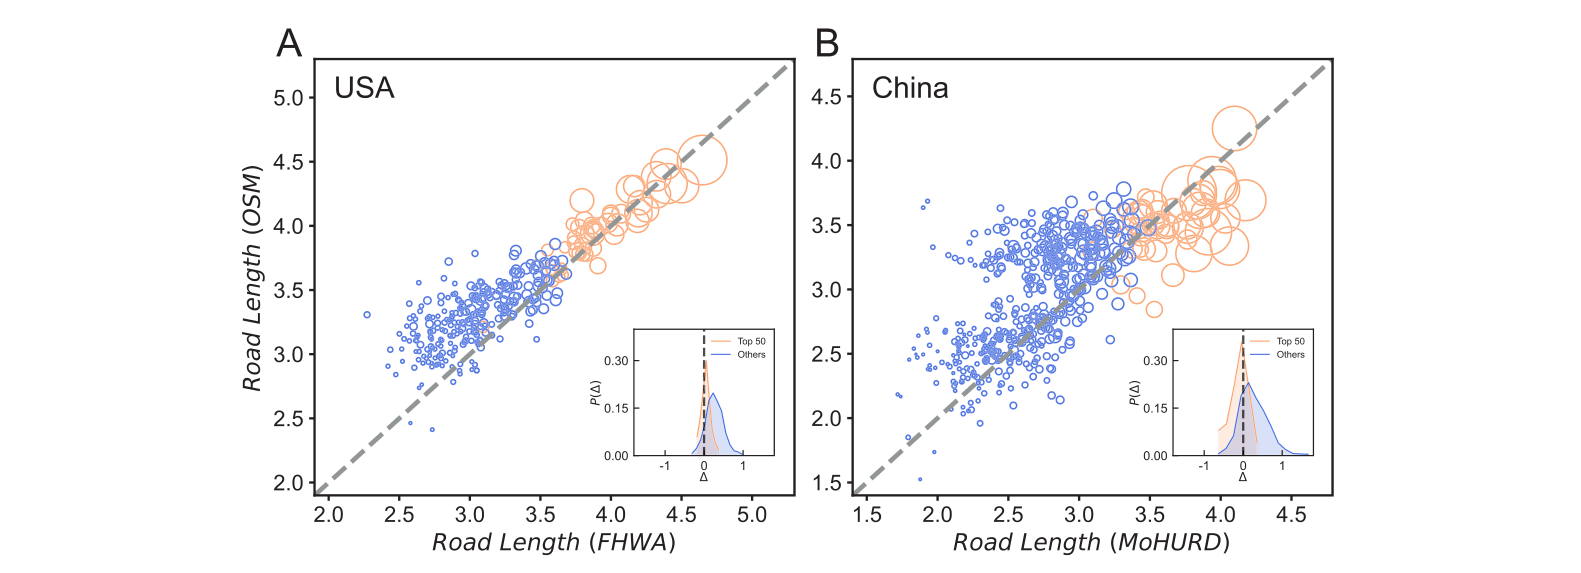 A
USA
5.0
4.5
4.0
3.5
3.0
2.5
2.0
Road Length (OSM)
2.0 2.5 3.0 3.5 4.0 4.5 5.0
Road Length (FHWA)
Top 50
Others
0.30
0.15
0.00
P(Δ)
-1 0 1
Δ
B
China
4.5
4.0
3.5
3.0
2.5
2.0
1.5
1.5 2.0 2.5 3.0 3.5 4.0 4.5
Road Length (MoHURD)
Top 50
Others
0.30
0.15
0.00
P(Δ)
-1 0 1
Δ